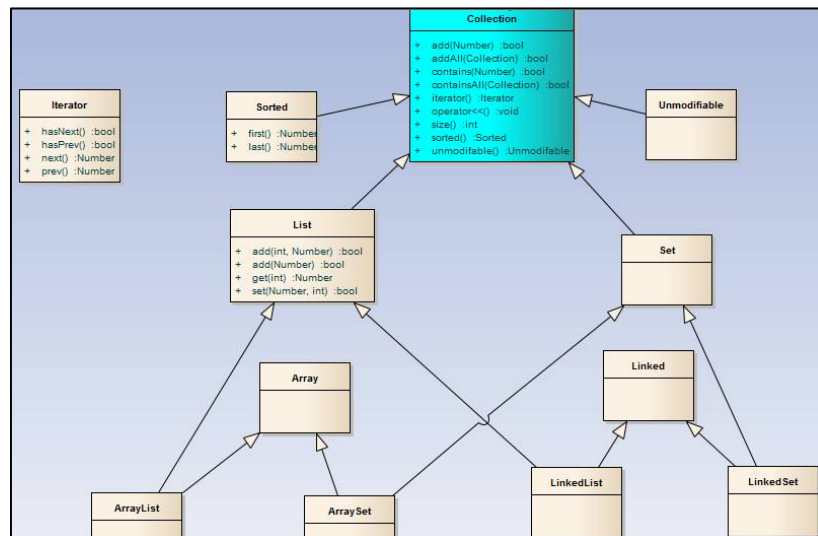 Collection
+ add(Number) :bool
+ addAll(Collection) :bool
+ contains(Number) :bool
+ containsAll(Collection) :bool
+ iterator() :Iterator
+ operator<<() :void
+ size() :int
+ sorted() :Sorted
+ unmodifable() :Unmodifable
Iterator
+ hasNext() :bool
+ hasPrev() :bool
+ next() :Number
+ prev() :Number
Sorted
+ first() :Number
+ last() :Number
Unmodifiable
List
+ add(int, Number) :bool
+ add(Number) :bool
+ get(int) :Number
+ set(Number, int) :bool
Set
Array
Linked
ArrayList
ArraySet
LinkedList
LinkedSet